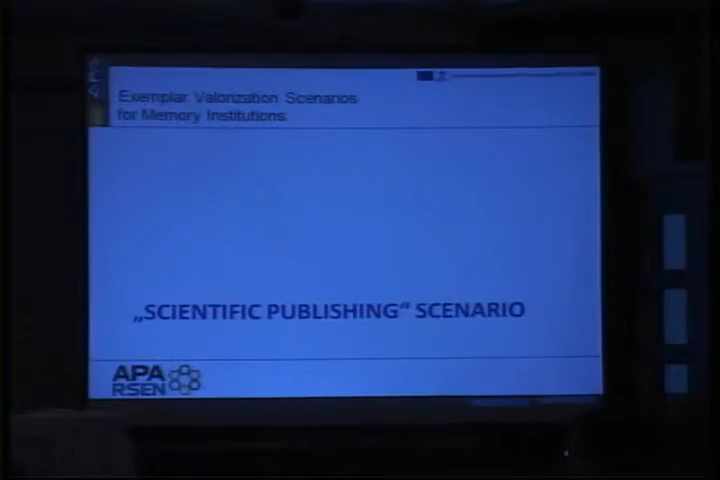 Exemplar Valorization Scenarios
for Memory Institutions
„SCIENTIFIC PUBLISHING“ SCENARIO
APA
RSEN